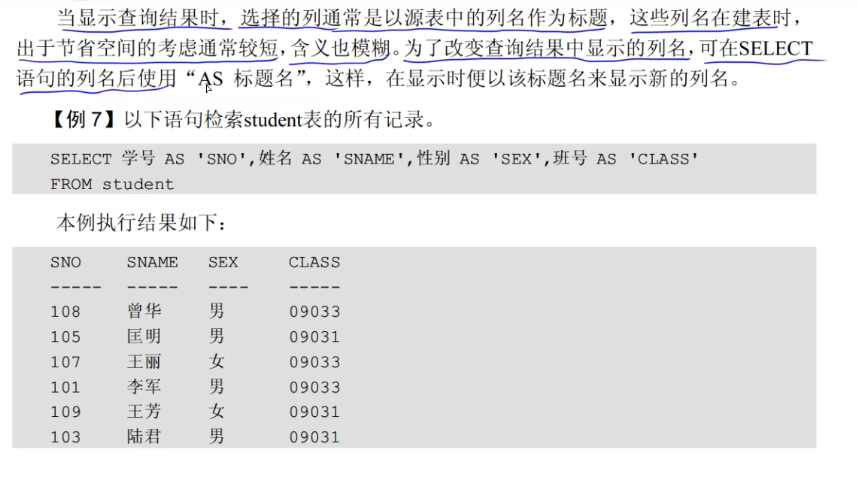 当显示查询结果时，选择的列通常是以源表中的列名作为标题，这些列名在建表时，
出于节省空间的考虑通常较短，含义也模糊。为了改变查询结果中显示的列名，可在SELECT
语句的列名后使用“AS 标题名”，这样，在显示时便以该标题名来显示新的列名。
【例 7】以下语句检索student表的所有记录。
SELECT 学号 AS 'SNO',姓名 AS 'SNAME',性别 AS 'SEX',班号 AS 'CLASS'
FROM student
本例执行结果如下：
SNO SNAME SEX CLASS
----- ----- ---- -----
108 曾华 男 09033
105 匡明 男 09031
107 王丽 女 09033
101 李军 男 09033
109 王芳 女 09031
103 陆君 男 09031